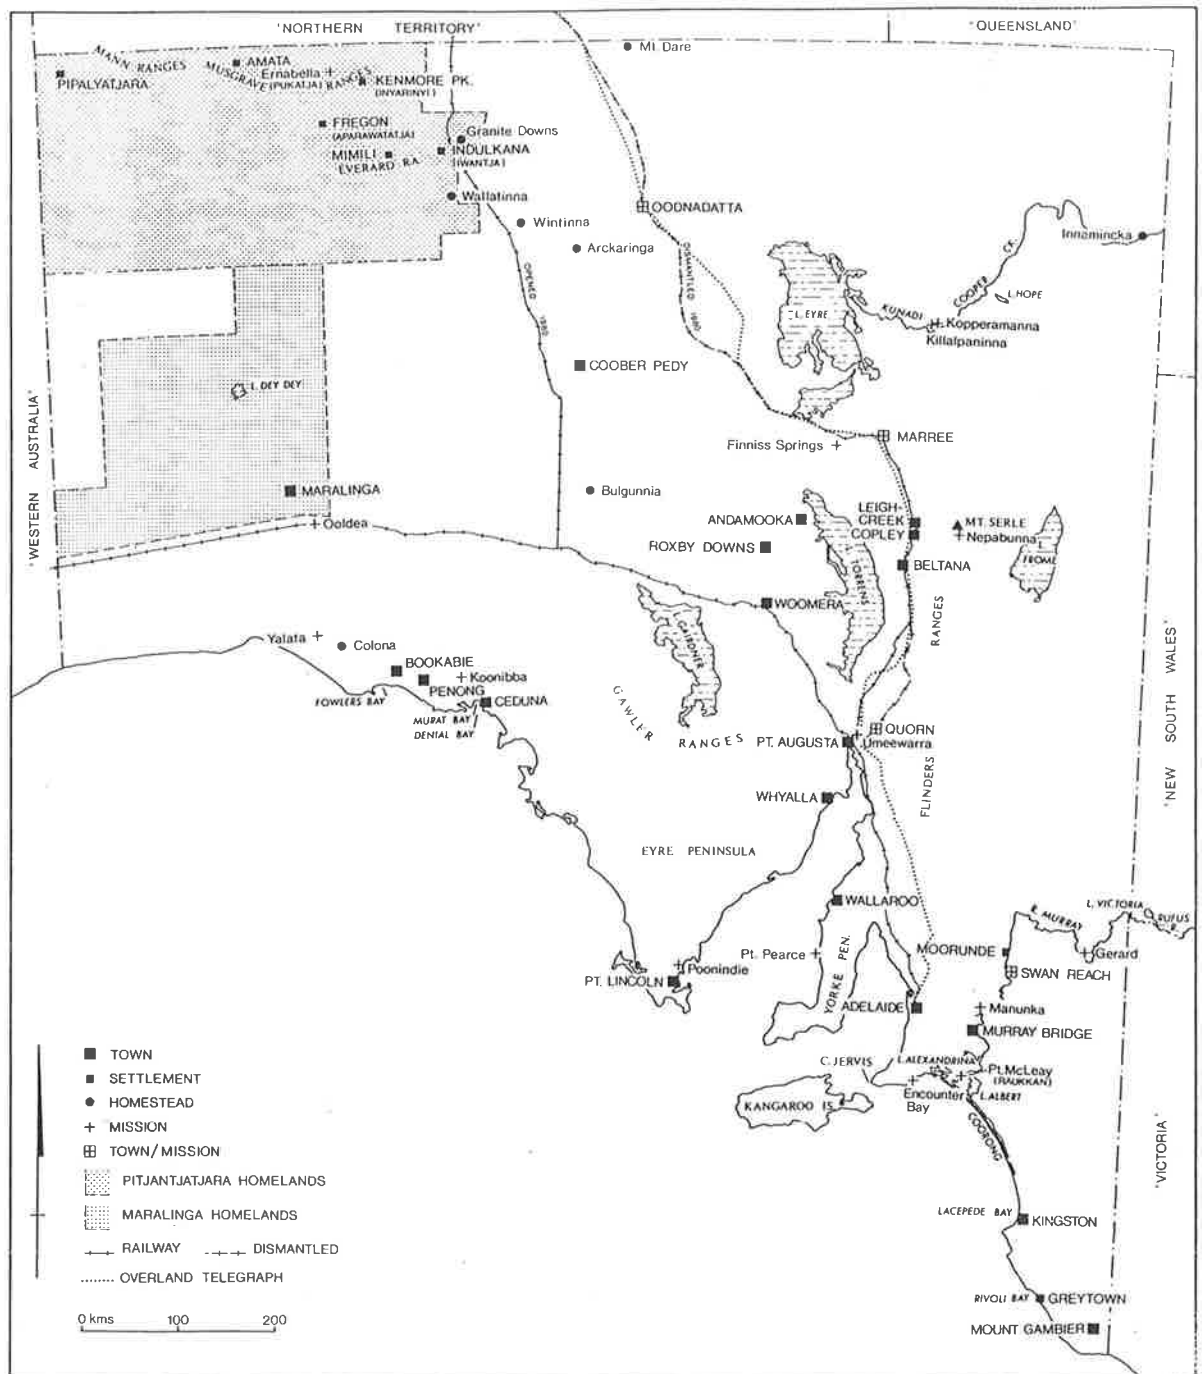 'NORTHERN TERRITORY'
"QUEENSLAND"
Mt. Dare
MANN RANGES
AMATA
MUSGRAVE RANGES
Ernabella
(PUKATJA)
PIPALYATJARA
KENMORE PK.
(INYARINYI)
FREGON
(APARAWATATJA)
Granite Downs
MIMILI
INDULKANA
(IWANTJA)
EVERARD RA.
Wallatinna
OODNADATTA
Wintinna
Innamincka
Arckaringa
OPENED 1980
DISMANTLED 1980
COOPER CK.
L. HOPE
L. EYRE
KUNADI
Kopperamanna
Killalpaninna
COOBER PEDY
L. DEY DEY
"WESTERN AUSTRALIA"
MARREE
Finniss Springs
MARALINGA
Bulgunnia
Ooldea
ANDAMOOKA
LEIGH-
CREEK
COPLEY
MT. SERLE
Nepabunna
L. FROME
ROXBY DOWNS
BELTANA
L. TORRENS
WOOMERA
RANGES
L. GAIRDNER
Yalata
Colona
BOOKABIE
Koonibba
PENONG
FOWLERS BAY
CEDUNA
MURAT BAY
DENIAL BAY
GAWLER RANGES
QUORN
PT. AUGUSTA
Umeewarra
FLINDERS
"NEW SOUTH WALES"
WHYALLA
EYRE PENINSULA
WALLAROO
L. VICTORIA
RUFUS R.
R. MURRAY
MOORUNDE
Gerard
Pt. Pearce
YORKE PEN.
Poonindie
SWAN REACH
PT. LINCOLN
ADELAIDE
Manunka
MURRAY BRIDGE
C. JERVIS
L. ALEXANDRINA
Pt. McLeay
(RAUKKAN)
Encounter
Bay
L. ALBERT
KANGAROO IS.
COORONG
"VICTORIA"
LACEPEDE BAY
KINGSTON
RIVOLI BAY
GREYTOWN
MOUNT GAMBIER
TOWN
SETTLEMENT
HOMESTEAD
MISSION
TOWN/MISSION
PITJANTJATJARA HOMELANDS
MARALINGA HOMELANDS
RAILWAY DISMANTLED
OVERLAND TELEGRAPH
0 kms 100 200